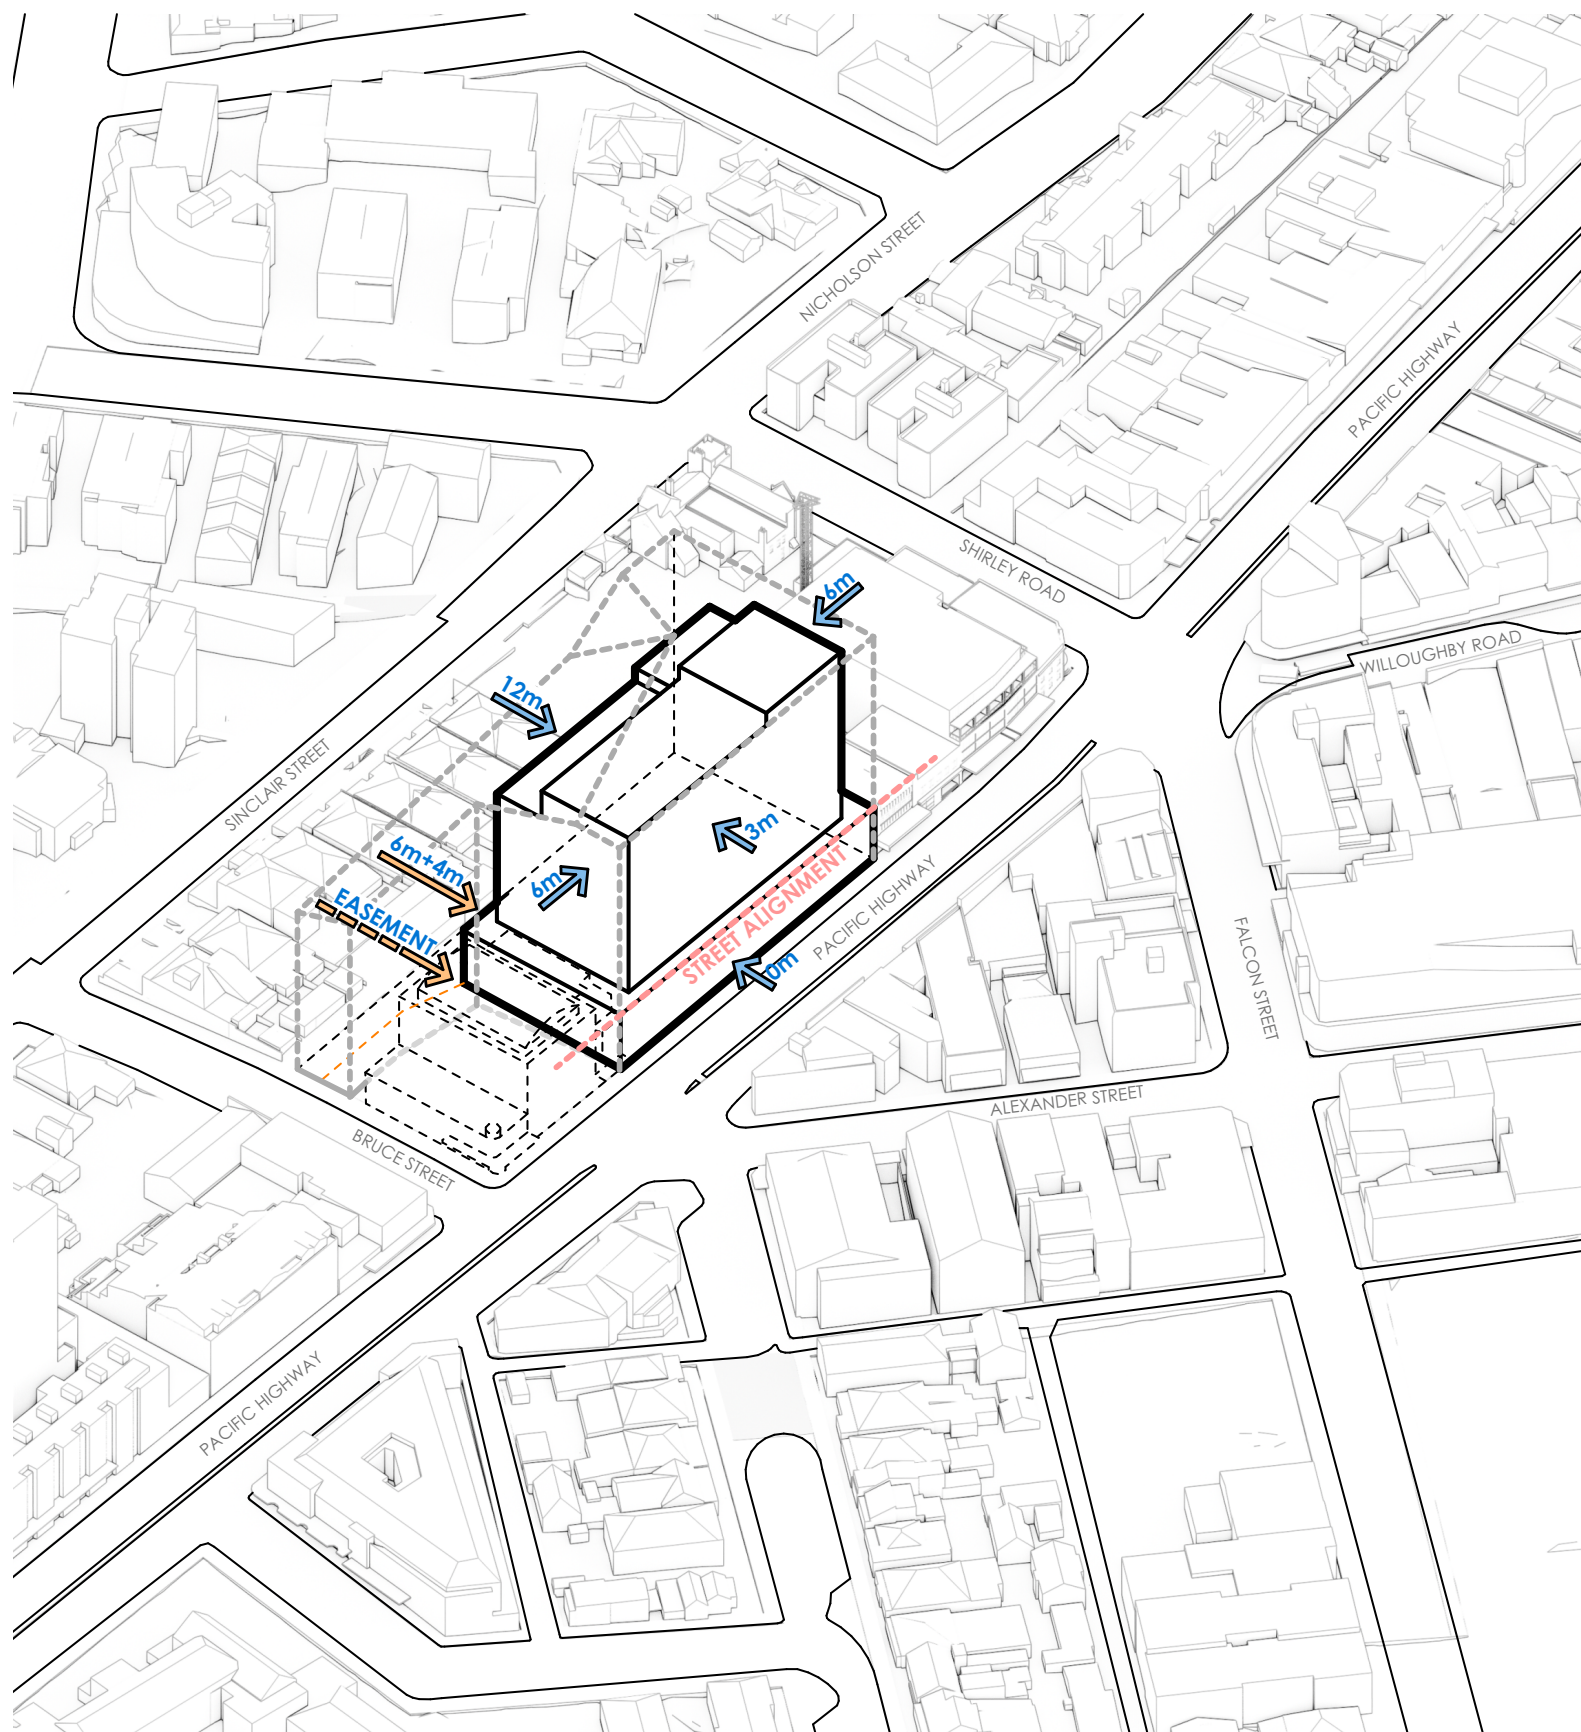 NICHOLSON STREET
PACIFIC HIGHWAY
SHIRLEY ROAD
6m
WILLOUGHBY ROAD
12m
SINCLAIR STREET
3m
6m+4m
6m
STREET ALIGNMENT
PACIFIC HIGHWAY
EASEMENT
0m
FALCON STREET
ALEXANDER STREET
BRUCE STREET
PACIFIC HIGHWAY